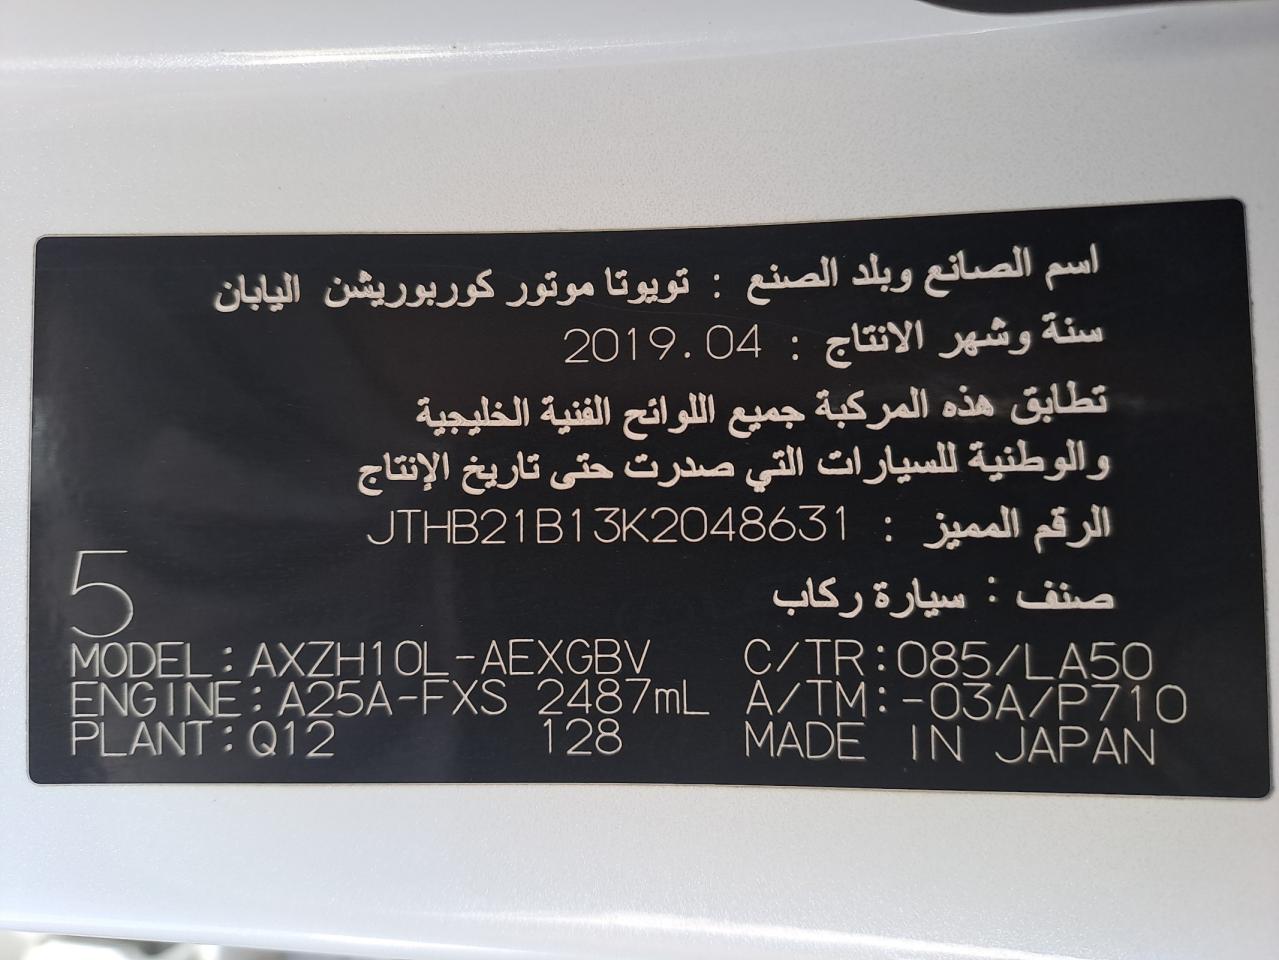 اسم الصانع وبلد الصنع : تويوتا موتور كوربوريشن اليابان
سنة وشهر الانتاج : 2019.04
تطابق هذه المركبة جميع اللوائح الفنية الخليجية
والوطنية للسيارات التي صدرت حتى تاريخ الإنتاج
الرقم المميز : JTHB21B13K2048631
صنف : سيارة ركاب
5
MODEL:AXZH10L-AEXGBV C/TR:085/LA50
ENGINE:A25A-FXS 2487mL A/TM:-03A/P710
PLANT:Q12 128 MADE IN JAPAN